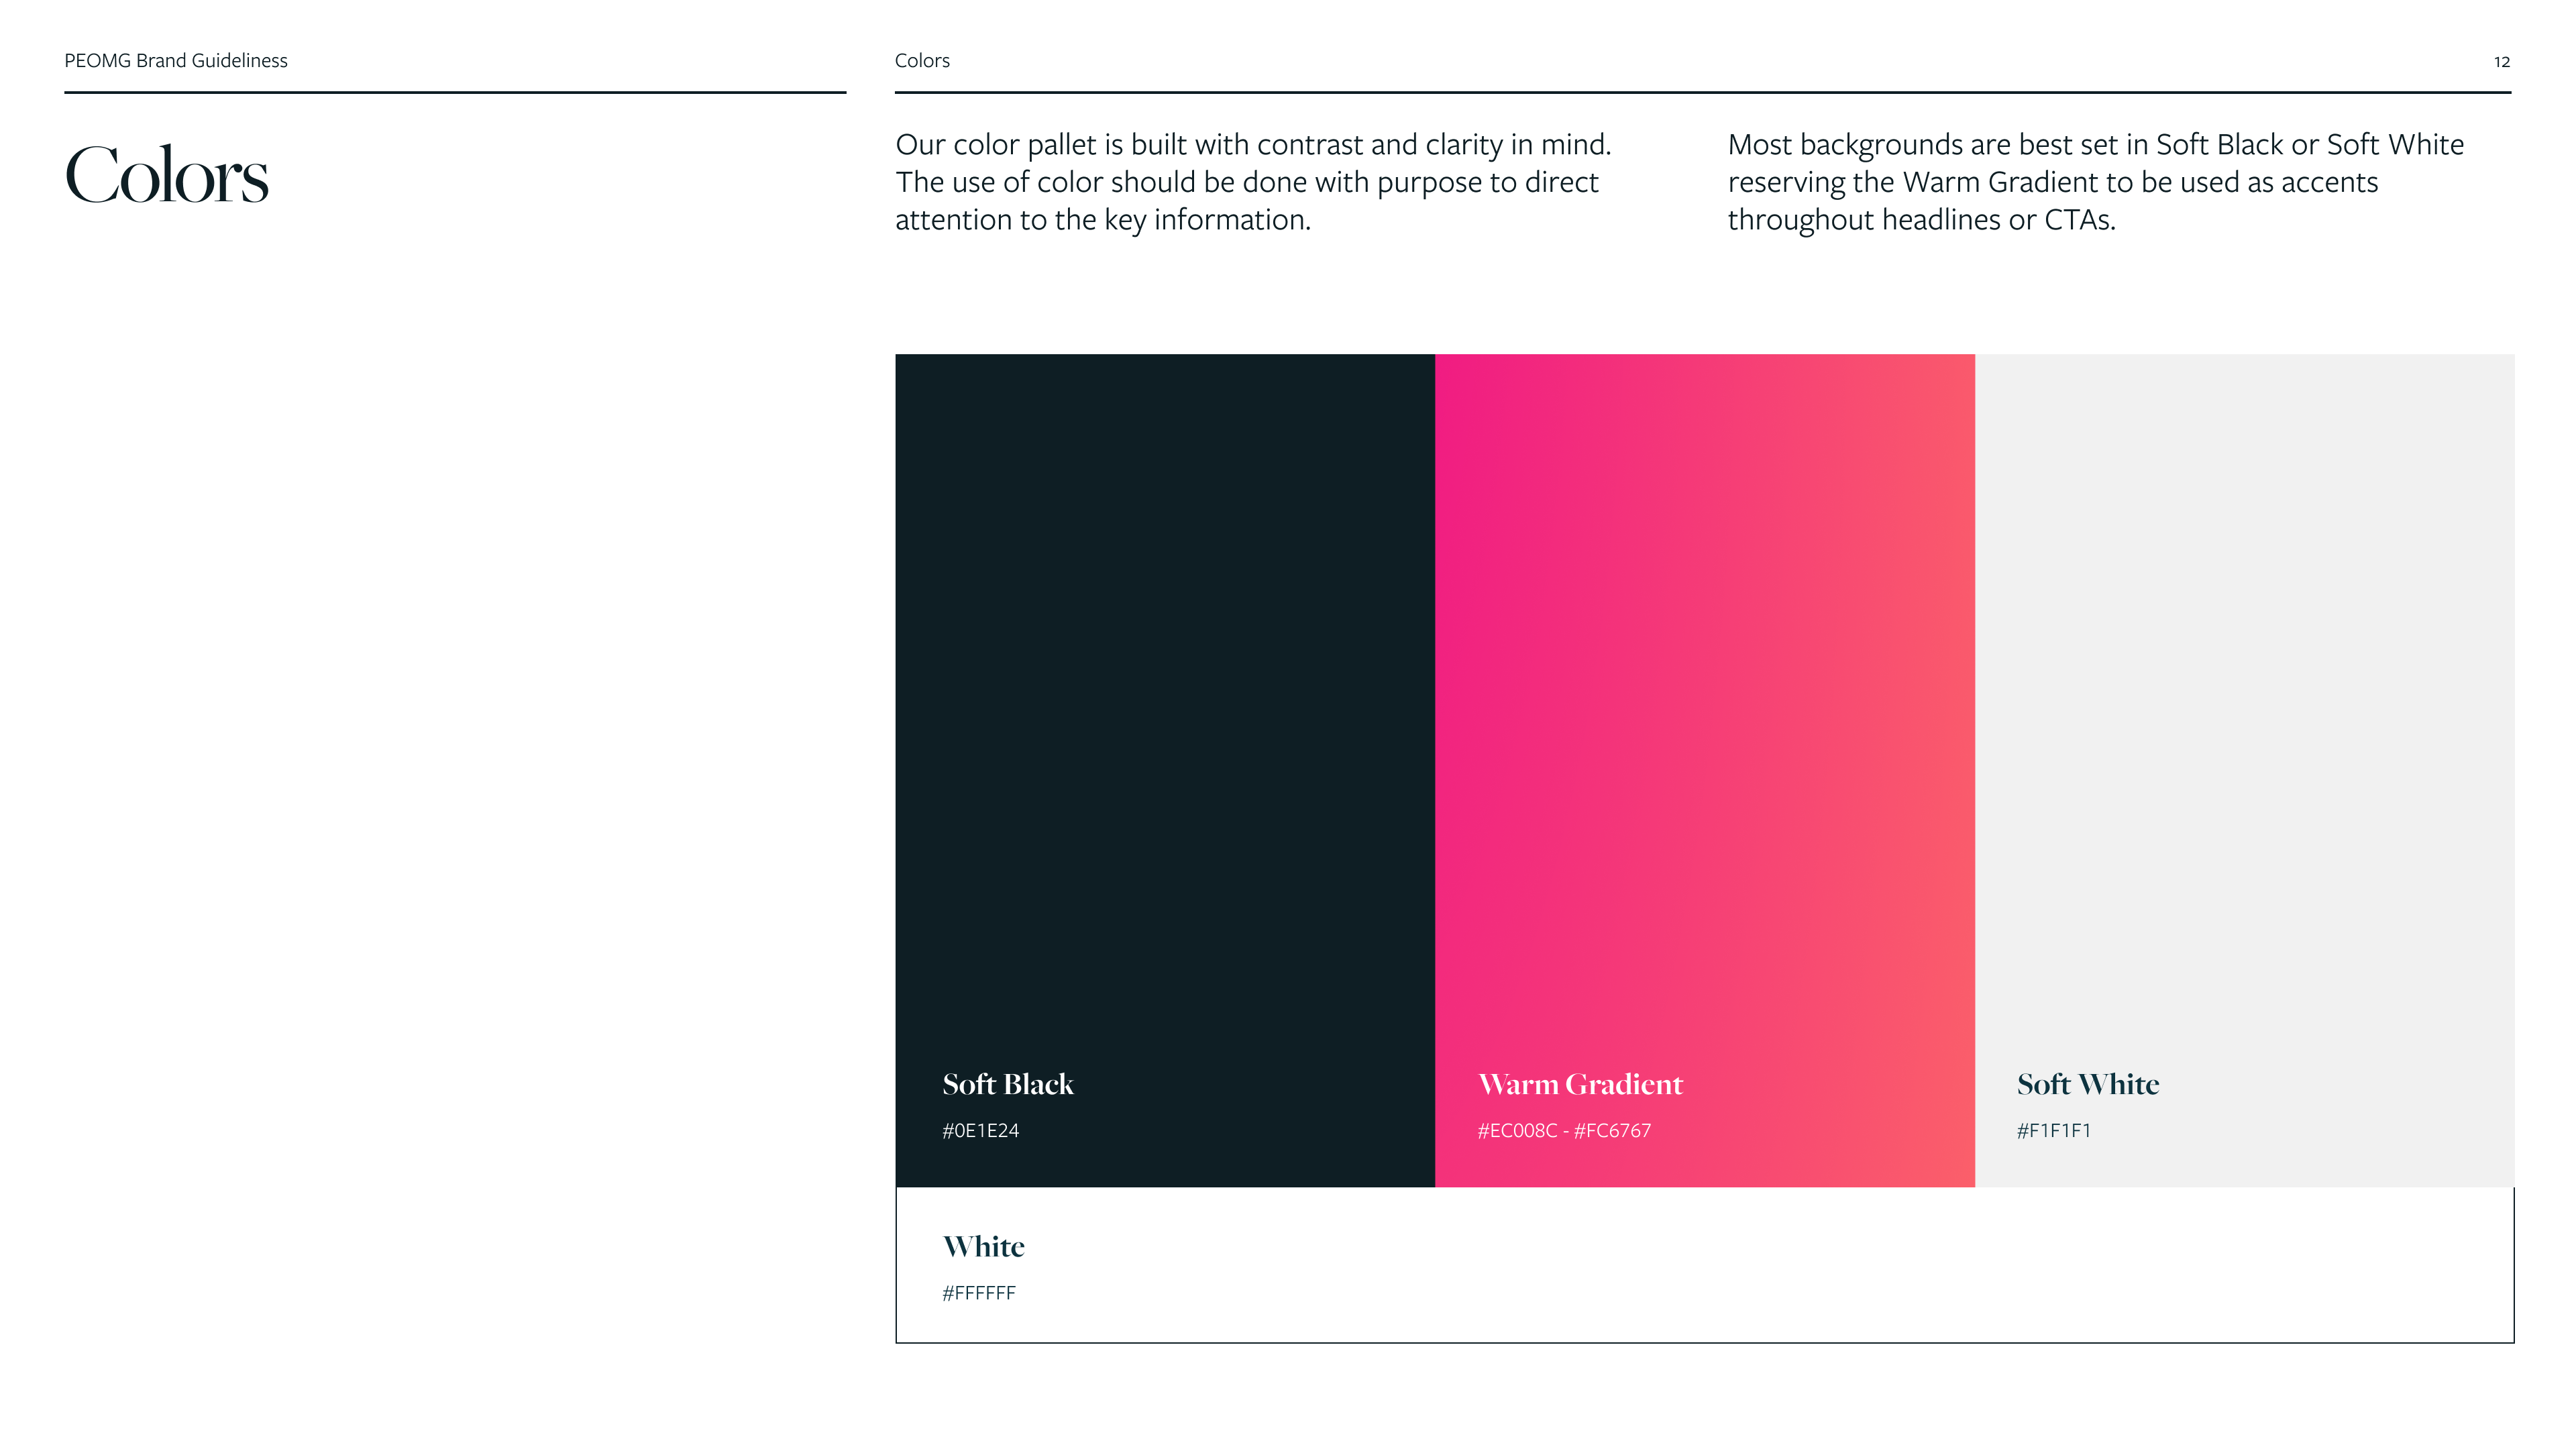 PEOMG Brand Guideliness
Colors
12
Colors
Our color pallet is built with contrast and clarity in mind.
The use of color should be done with purpose to direct
attention to the key information.
Most backgrounds are best set in Soft Black or Soft White
reserving the Warm Gradient to be used as accents
throughout headlines or CTAs.
Soft Black
#0E1E24
Warm Gradient
#EC008C - #FC6767
Soft White
#F1F1F1
White
#FFFFFF